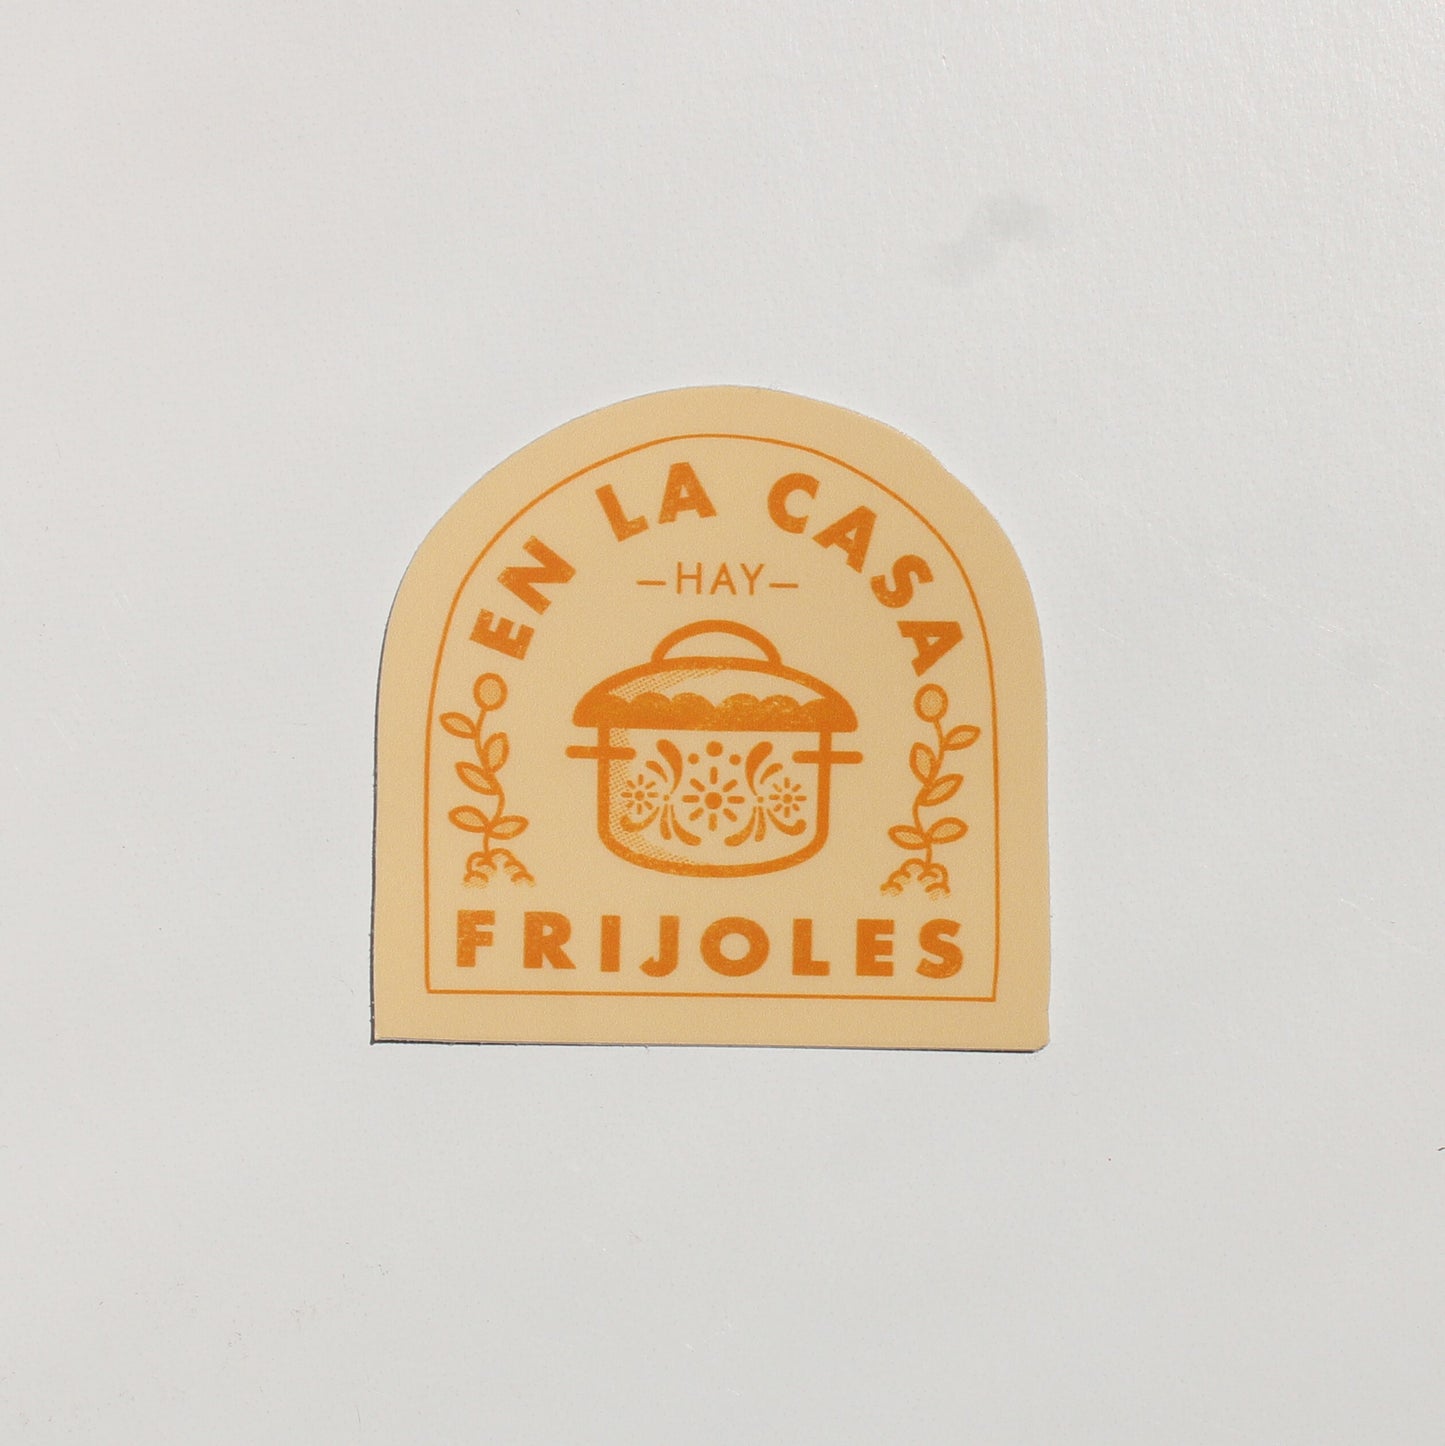 EN LA CASA
—HAY—
FRIJOLES